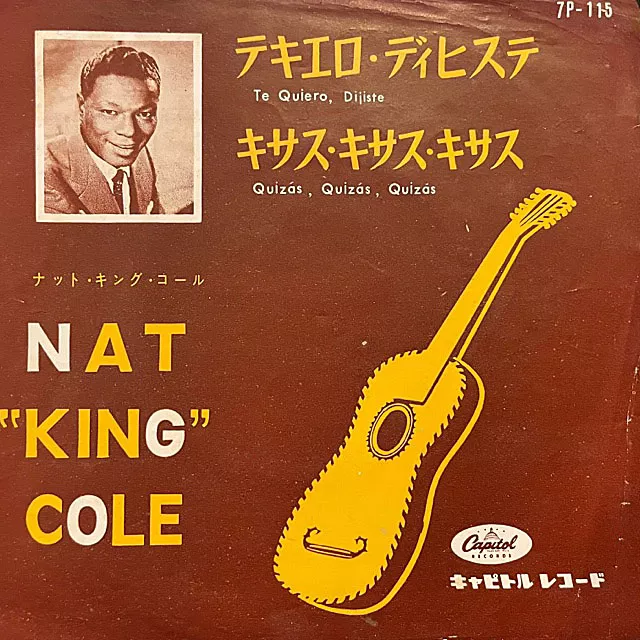 7P-115
テキエロ・ディヒステ
Te Quiero, Dijiste
キサス・キサス・キサス
Quizás, Quizás, Quizás
ナット・キング・コール
NAT
"KING"
COLE
Capitol
RECORDS
キャピトル レコード